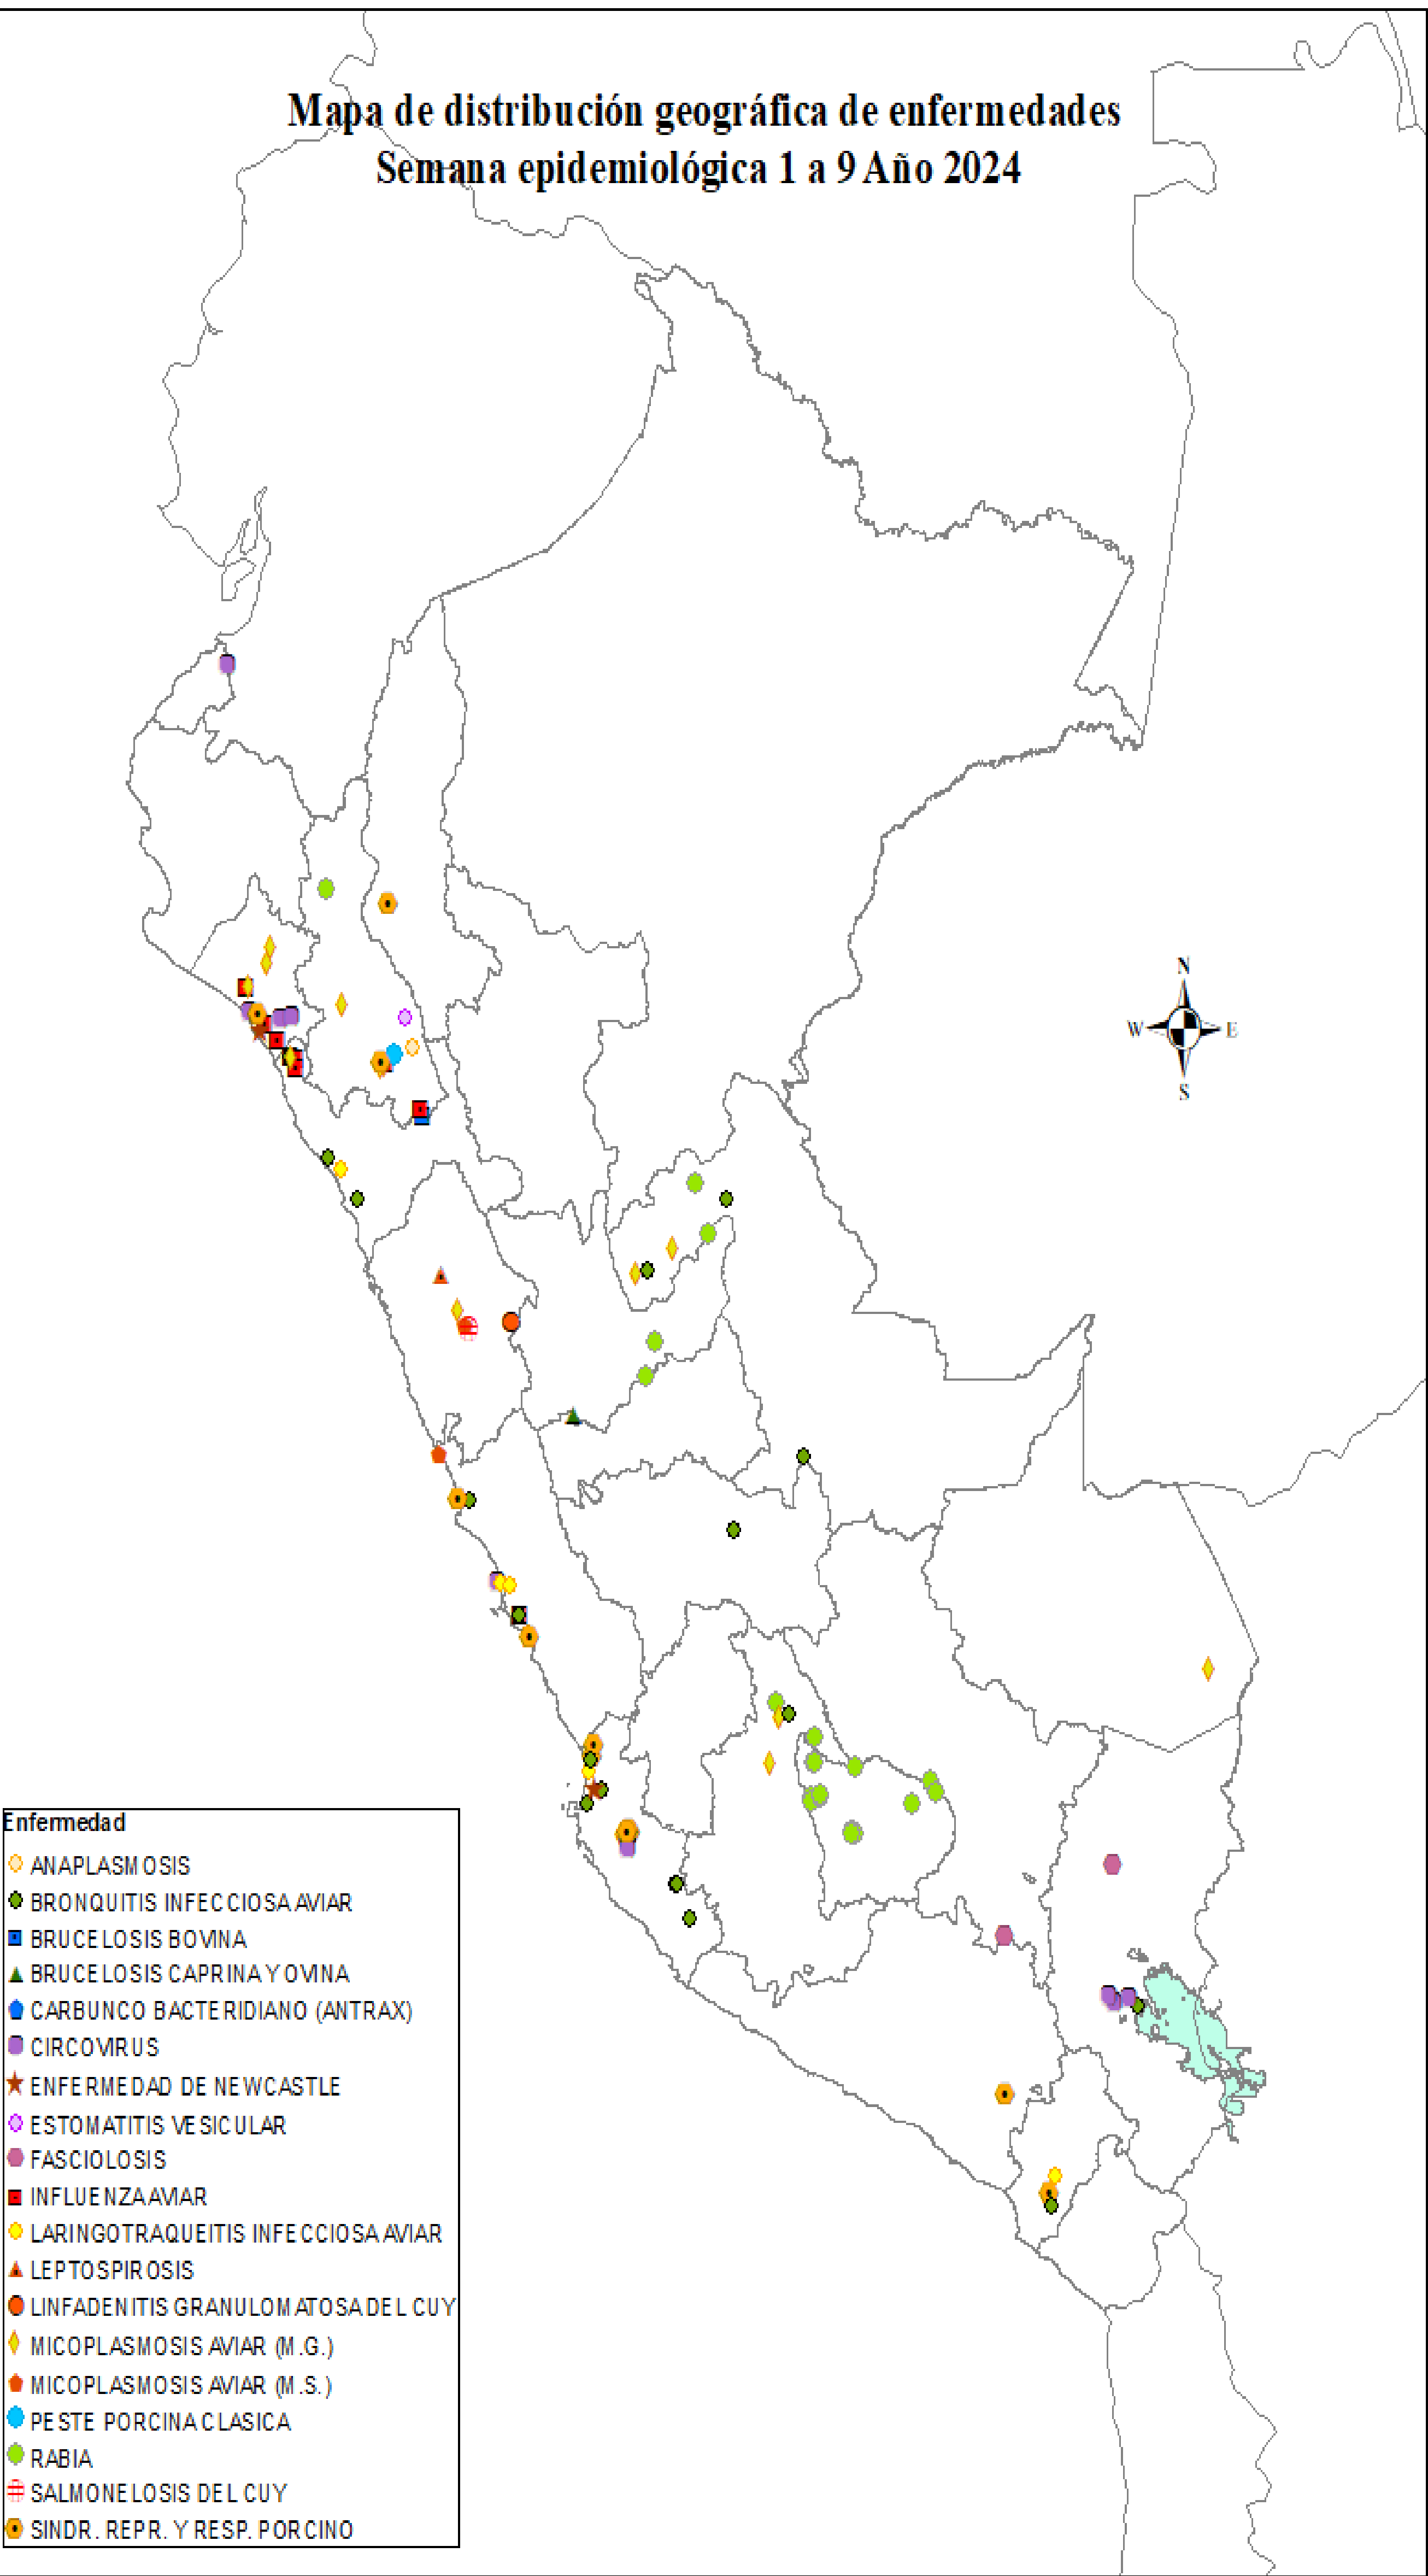 Mapa de distribución geográfica de enfermedades
Semana epidemiológica 1 a 9 Año 2024
N
W
E
S
Enfermedad
ANAPLASMOSIS
BRONQUITIS INFECCIOSA AVIAR
BRUCELOSIS BOVINA
BRUCELOSIS CAPRINA Y OVINA
CARBUNCO BACTERIDIANO (ANTRAX)
CIRCOVIRUS
ENFERMEDAD DE NEWCASTLE
ESTOMATITIS VESICULAR
FASCIOLOSIS
INFLUENZA AVIAR
LARINGOTRAQUEITIS INFECCIOSA AVIAR
LEPTOSPIROSIS
LINFADENITIS GRANULOMATOSA DEL CUY
MICOPLASMOSIS AVIAR (M.G.)
MICOPLASMOSIS AVIAR (M.S.)
PESTE PORCINA CLASICA
RABIA
SALMONELOSIS DEL CUY
SINDR. REPR. Y RESP. PORCINO